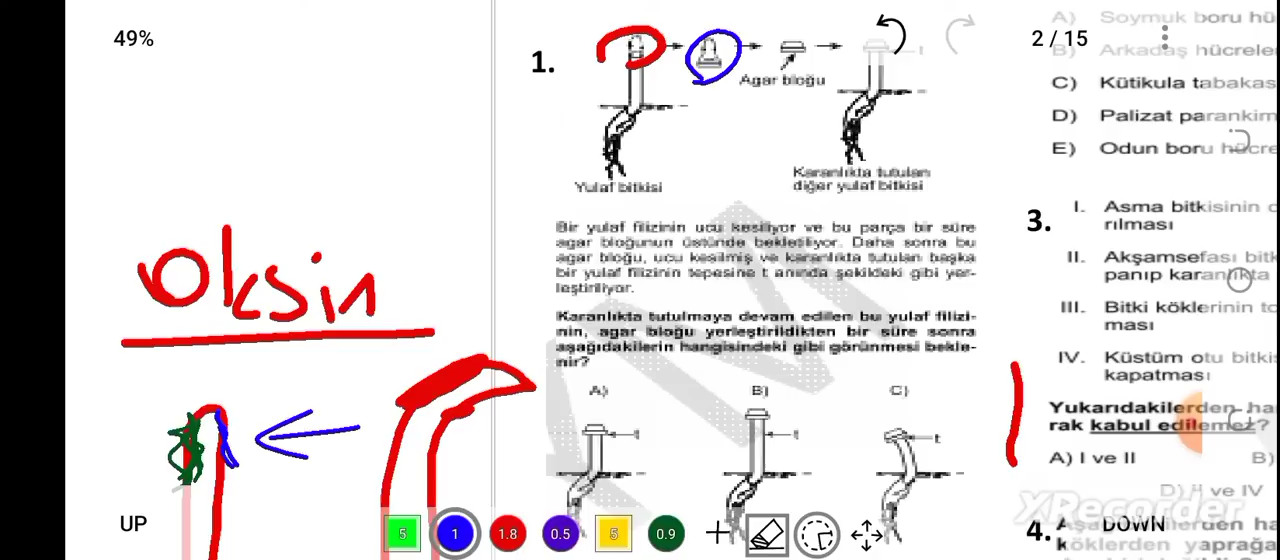 49%
2 / 15
1.
Agar bloğu
t
Yulaf bitkisi
Karanlıkta tutulan
diğer yulaf bitkisi
Bir yulaf filizinin ucu kesiliyor ve bu parça bir süre
agar bloğunun üstünde bekletiliyor. Daha sonra bu
agar bloğu, ucu kesilmiş ve karanlıkta tutulan başka
bir yulaf filizinin tepesine t anında şekildeki gibi yer-
leştiriliyor.
Karanlıkta tutulmaya devam edilen bu yulaf filizi-
nin, agar bloğu yerleştirildikten bir süre sonra
aşağıdakilerin hangisindeki gibi görünmesi bekle-
nir?
A)
B)
C)
t
t
t
Oksin
A) Soymuk boru hü
B) Arkadaş hücrele
C) Kütikula tabakas
D) Palizat parankim
E) Odun boru hücre
3.
I. Asma bitkisinin
rılması
II. Akşamsefası bitk
panıp karanlıkta
III. Bitki köklerinin to
ması
IV. Küstüm otu bitki
kapatması
Yukarıdakilerden ha
rak kabul edilemez?
A) I ve II
B)
ve IV
4.
köklerden yaprağa
UP
DOWN
5
1
1.8
0.5
5
0.9
XRecorder